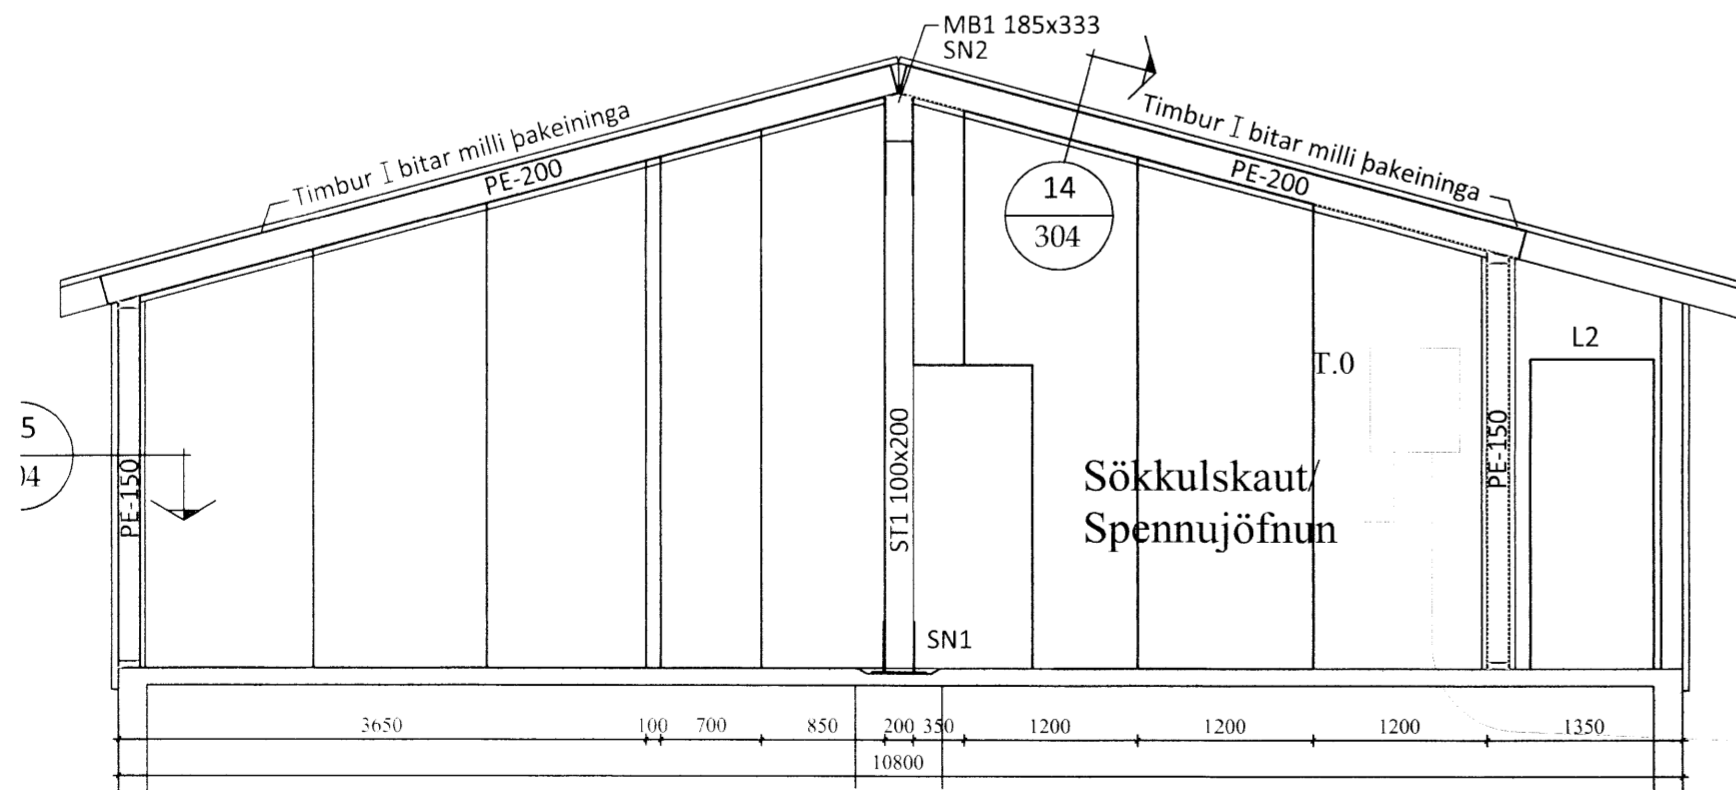 MB1 185x333
SN2
Timbur I bitar milli þakeininga
PE-200
Timbur I bitar milli þakeininga
PE-200
14
304
T.0
L2
5
04
PE-150
ST1 100x200
PE-150
Sökkulskaut/
Spennujöfnun
SN1
3650 100 700 850 200 350 1200 1200 1200 1350
10800